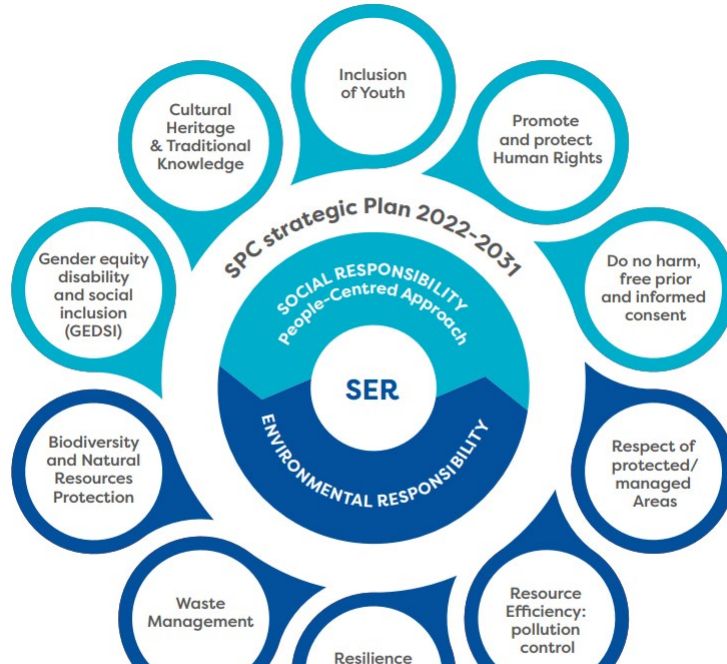 Inclusion
of Youth
Cultural
Heritage
& Traditional
Knowledge
Promote
and protect
Human Rights
SPC strategic Plan 2022-2031
Gender equity
disability
and social
inclusion
(GEDSI)
Do no harm,
free prior
and informed
consent
SOCIAL RESPONSIBILITY
People-Centred Approach
SER
ENVIRONMENTAL RESPONSIBILITY
Biodiversity
and Natural
Resources
Protection
Respect of
protected/
managed
Areas
Waste
Management
Resource
Efficiency:
pollution
control
Resilience